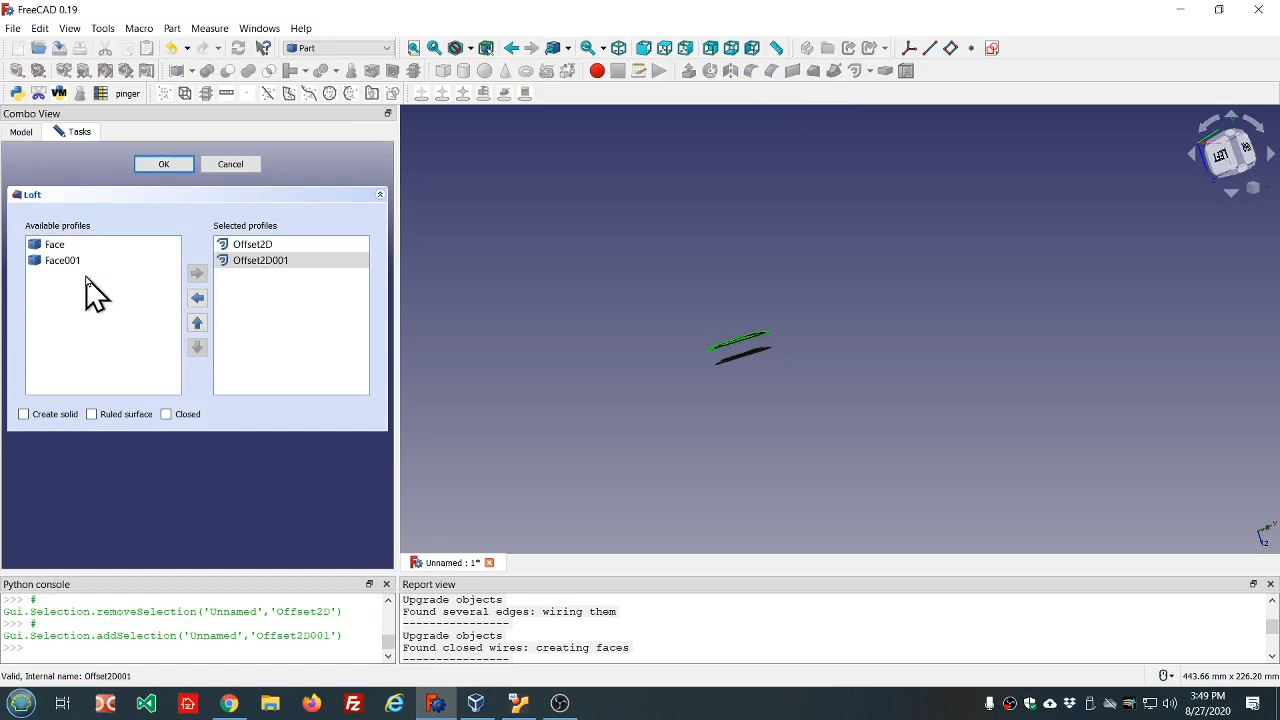 FreeCAD 0.19
File Edit View Tools Macro Part Measure Windows Help
Part
pinger
Combo View
Model Tasks
OK Cancel
Loft
Available profiles Selected profiles
Face Offset2D
Face001 Offset2D001
Create solid Ruled surface Closed
LEFT
Unnamed : 1*
Python console
>>> #
Gui.Selection.removeSelection('Unnamed','Offset2D')
>>> #
Gui.Selection.addSelection('Unnamed','Offset2D001')
>>>
Report view
Upgrade objects
Found several edges: wiring them
----------------
Upgrade objects
Found closed wires: creating faces
----------------
Valid, Internal name: Offset2D001
443.66 mm x 226.20 mm
3:49 PM
8/27/2020